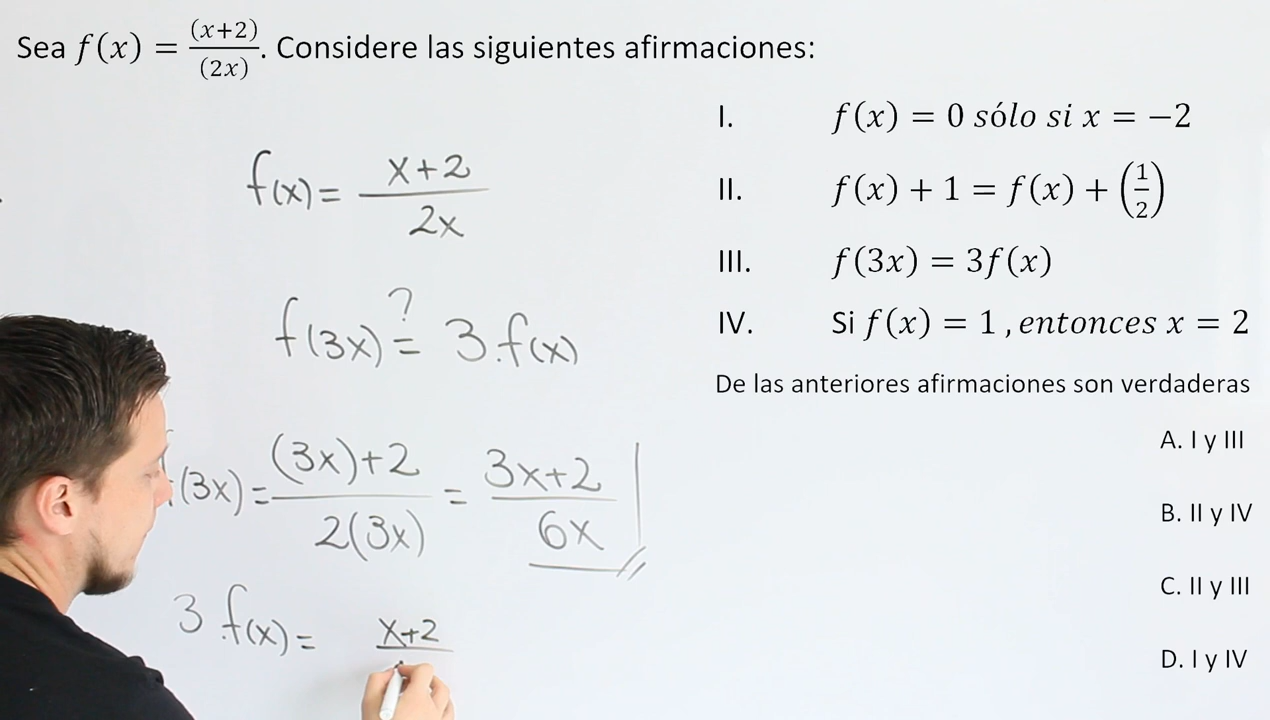 Sea f(x) = (x+2)/(2x). Considere las siguientes afirmaciones:
I. f(x) = 0 sólo si x = −2
II. f(x) + 1 = f(x) + (1/2)
III. f(3x) = 3f(x)
IV. Si f(x) = 1 , entonces x = 2
De las anteriores afirmaciones son verdaderas
A. I y III
B. II y IV
C. II y III
D. I y IV
f(x) = x+2 / 2x
?
f(3x) = 3.f(x)
(3x) = (3x)+2 / 2(3x) = 3x+2 / 6x
3.f(x) = x+2